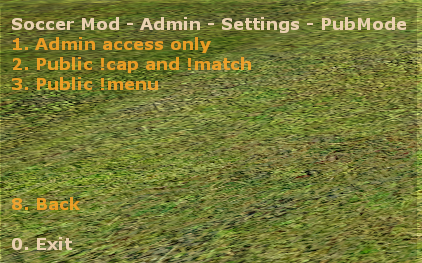 Soccer Mod - Admin - Settings - PubMode
1. Admin access only
2. Public !cap and !match
3. Public !menu
8. Back
0. Exit